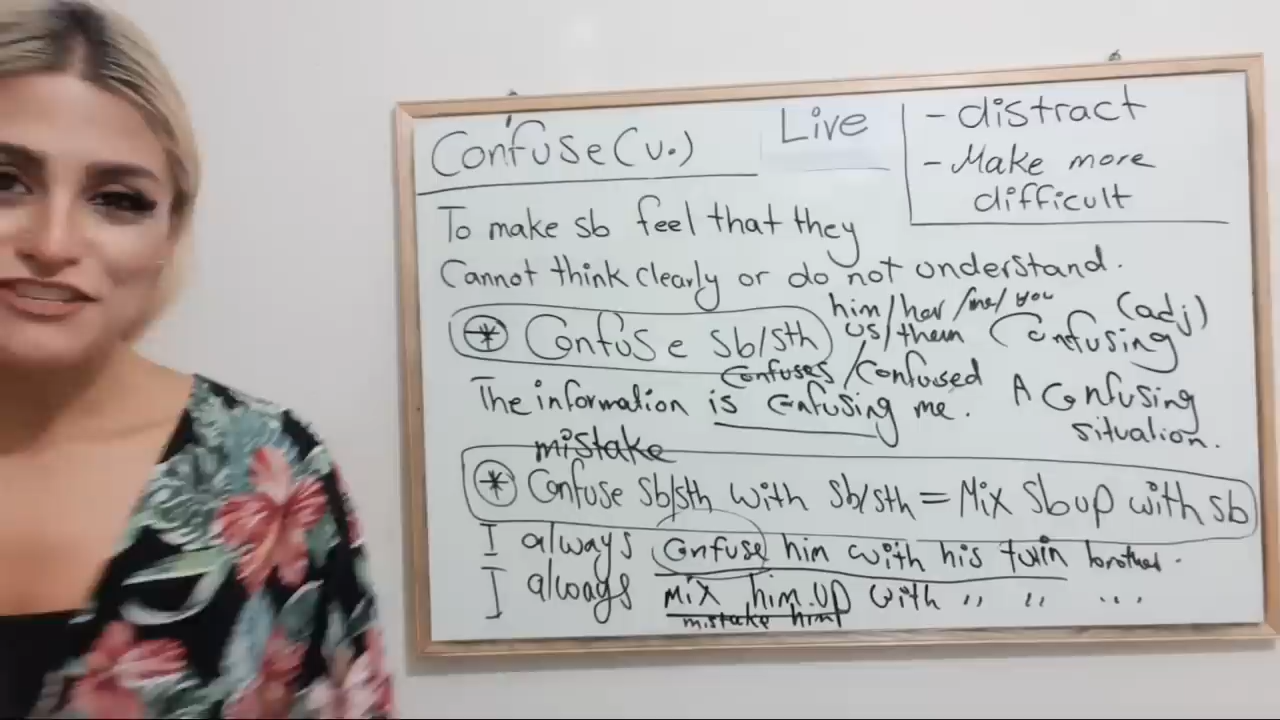 Confuse (v.)
Live
- distract
- Make more
difficult
To make sb feel that they
Cannot think clearly or do not understand.
him/her/me/you
us/them
(adj)
Confusing
* Confuse sb/sth
Confuses / Confused
The information is Confusing me.
A Confusing
situation.
mistake
* Confuse Sb/sth with Sb/sth = Mix Sb up with sb
I always Confuse him with his twin brother.
I always mix him up with " " ...
mistake him